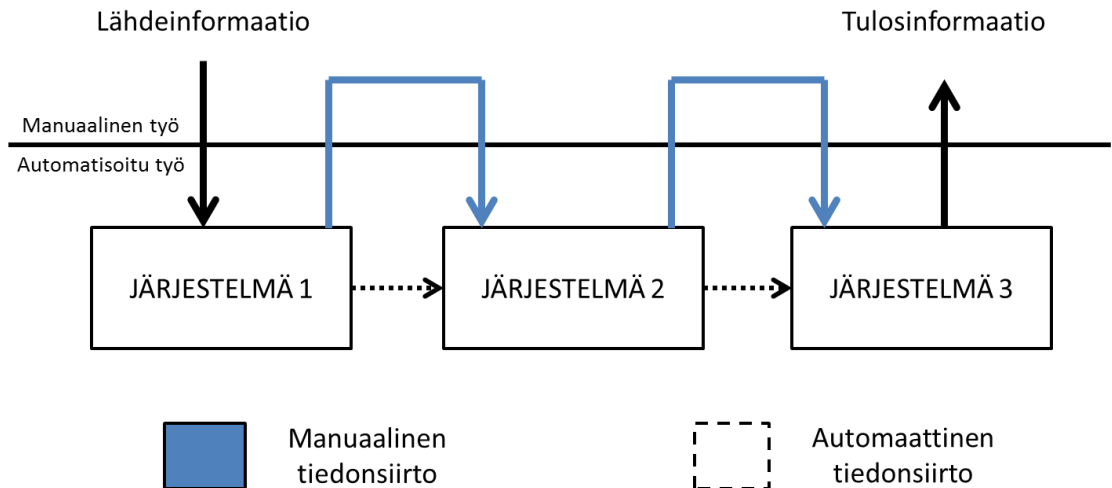 Lähdeinformaatio
Tulosinformaatio
Manuaalinen työ
Automatisoitu työ
JÄRJESTELMÄ 1
JÄRJESTELMÄ 2
JÄRJESTELMÄ 3
Manuaalinen
tiedonsiirto
Automaattinen
tiedonsiirto